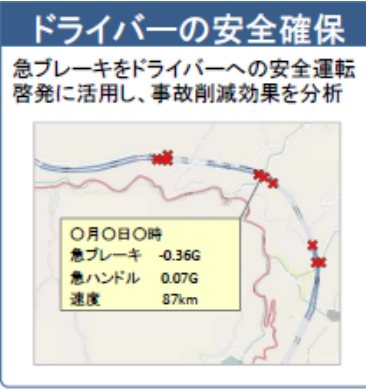 ドライバーの安全確保
急ブレーキをドライバーへの安全運転
啓発に活用し、事故削減効果を分析
〇月〇日〇時
急ブレーキ -0.36G
急ハンドル 0.07G
速度 87km